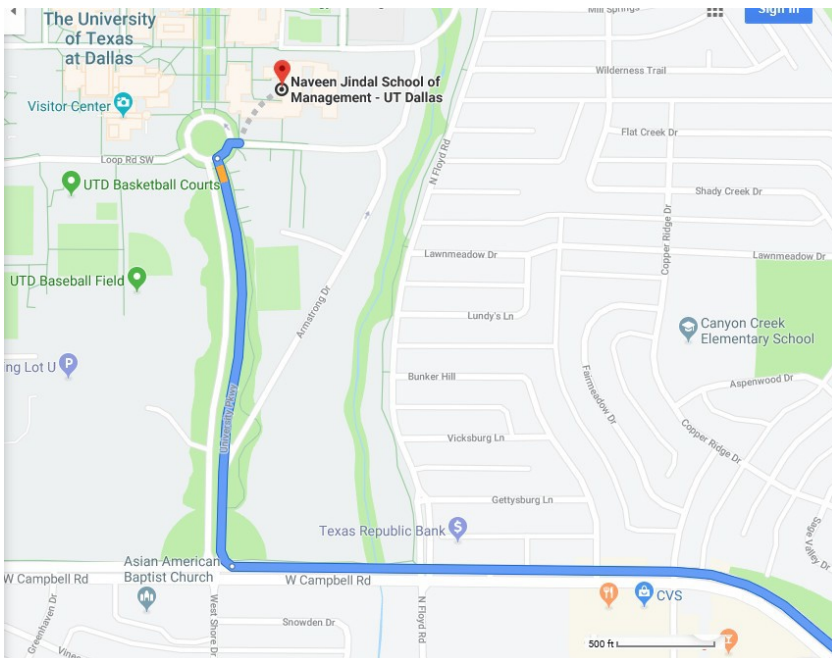 Mill Springs
Sign in
The University
of Texas
at Dallas
Wilderness Trail
Naveen Jindal School of
Management - UT Dallas
Visitor Center
Flat Creek Dr
N Floyd Rd
Loop Rd SW
UTD Basketball Courts
Shady Creek Dr
Copper Ridge Dr
Lawnmeadow Dr
Lawnmeadow Dr
UTD Baseball Field
Armstrong Dr
Lundy's Ln
Canyon Creek
Elementary School
ng Lot U
P
Bunker Hill
Fairmeadow Dr
Aspenwood Dr
University Pkwy
Vicksburg Ln
Copper Ridge Dr
Gettysburg Ln
Texas Republic Bank
$
Sage Valley Dr
Asian American
Baptist Church
W Campbell Rd
W Campbell Rd
CVS
Greenhaven Dr
West Shore Dr
Snowden Dr
N Floyd Rd
500 ft